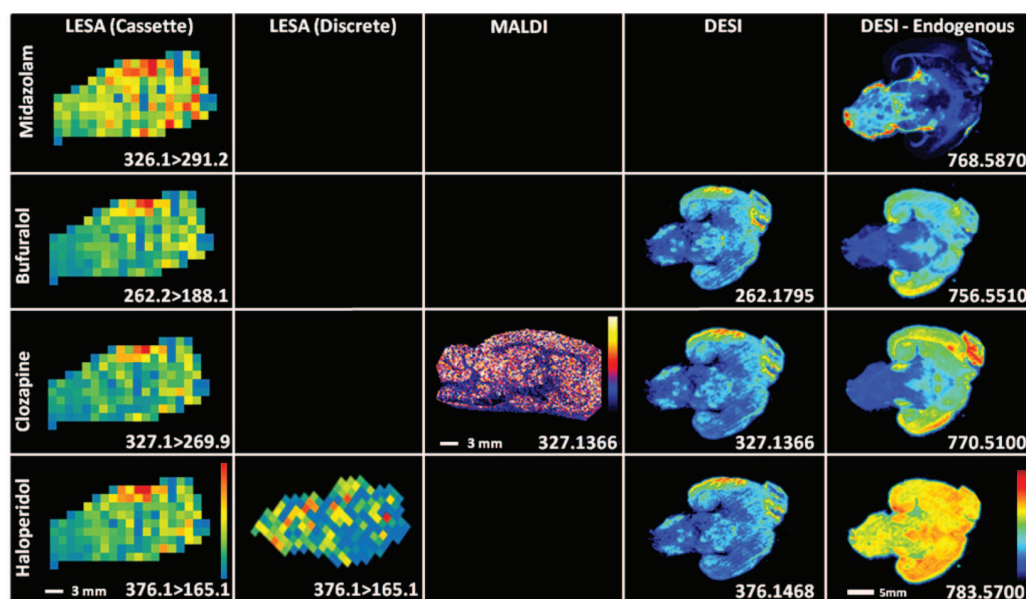 LESA (Cassette) LESA (Discrete) MALDI DESI DESI - Endogenous
Midazolam
326.1>291.2 768.5870
Bufuralol
262.2>188.1 262.1795 756.5510
Clozapine
327.1>269.9 3 mm 327.1366 327.1366 770.5100
Haloperidol
3 mm 376.1>165.1 376.1>165.1 376.1468 5mm 783.5700